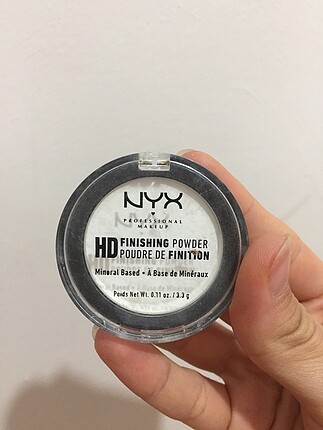 NYX
PROFESSIONAL
MAKEUP
HD FINISHING POWDER
POUDRE DE FINITION
Mineral Based • À Base de Minéraux
Poids Net Wt. 0.11 oz. / 3.3 g